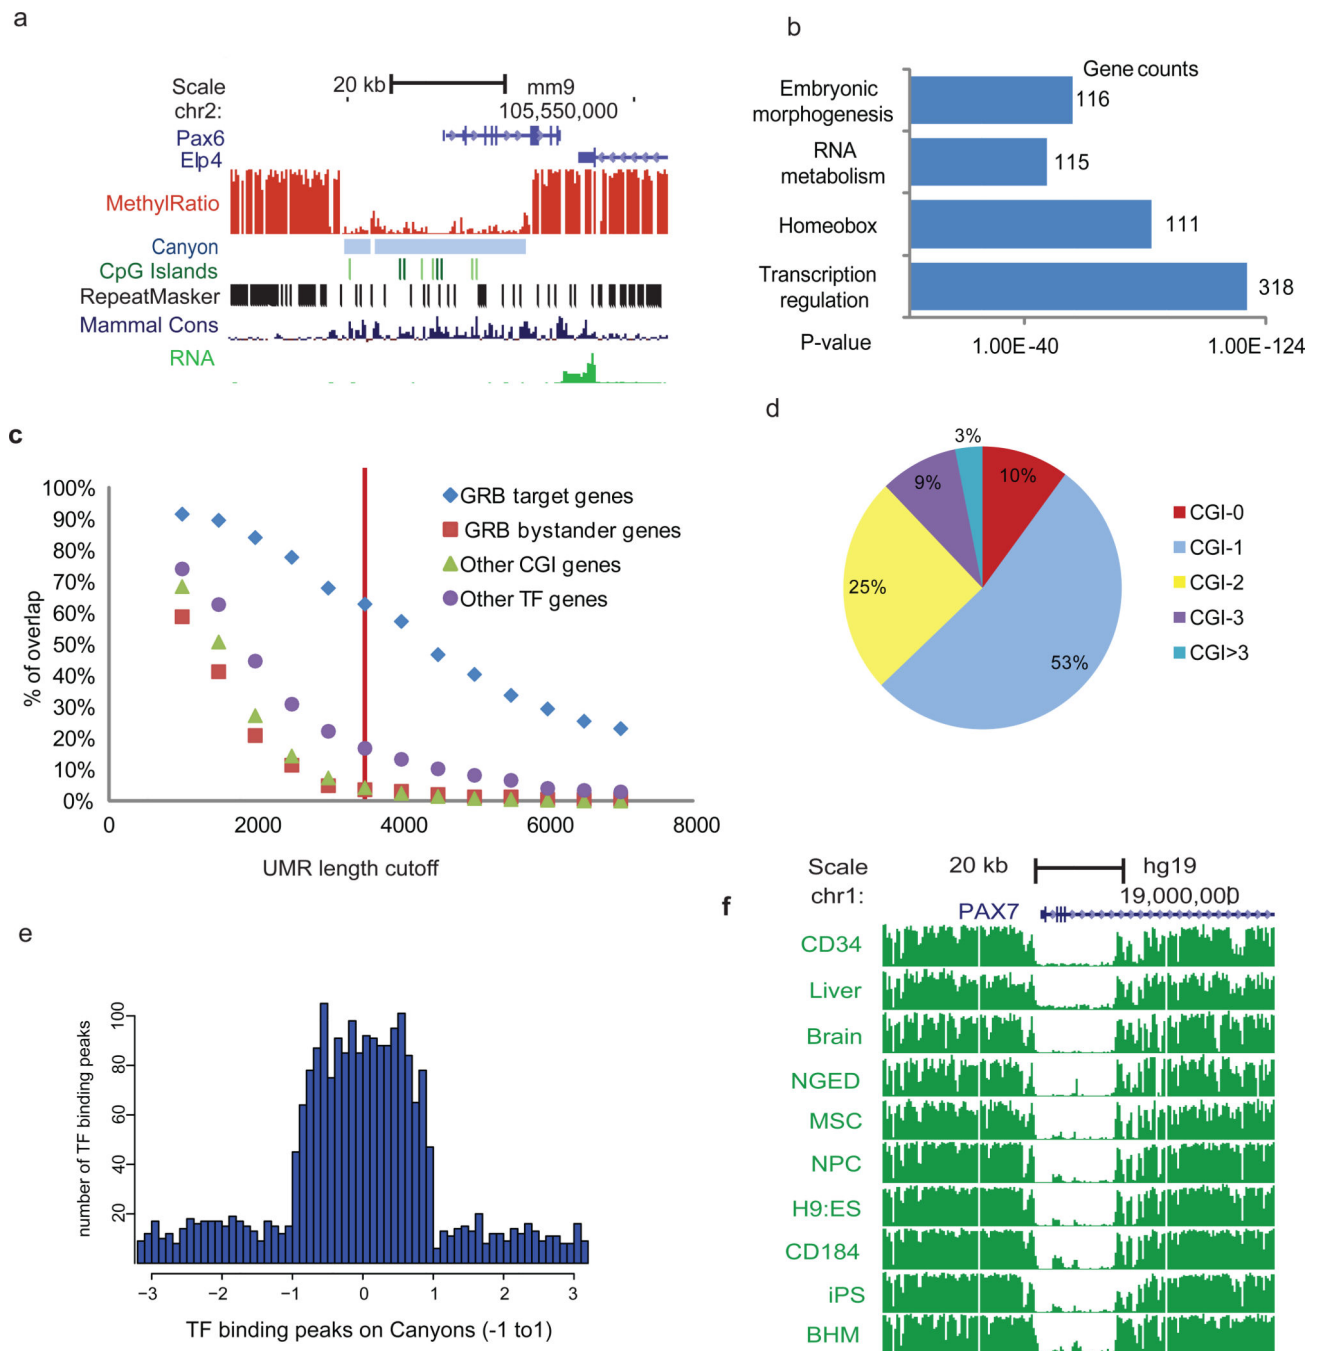 a
Scale
20 kb
mm9
chr2:
105,550,000
Pax6
Elp4
MethylRatio
Canyon
CpG Islands
RepeatMasker
Mammal Cons
RNA
b
Gene counts
Embryonic
morphogenesis
116
RNA
metabolism
115
Homeobox
111
Transcription
regulation
318
P-value
1.00E-40
1.00E-124
c
100%
90%
80%
70%
60%
50%
40%
30%
20%
10%
0%
% of overlap
0
2000
4000
6000
8000
UMR length cutoff
GRB target genes
GRB bystander genes
Other CGI genes
Other TF genes
d
3%
10%
9%
25%
53%
CGI-0
CGI-1
CGI-2
CGI-3
CGI>3
e
number of TF binding peaks
100
80
60
40
20
−3
−2
−1
0
1
2
3
TF binding peaks on Canyons (-1 to1)
f
Scale
20 kb
hg19
chr1:
19,000,000
PAX7
CD34
Liver
Brain
NGED
MSC
NPC
H9:ES
CD184
iPS
BHM